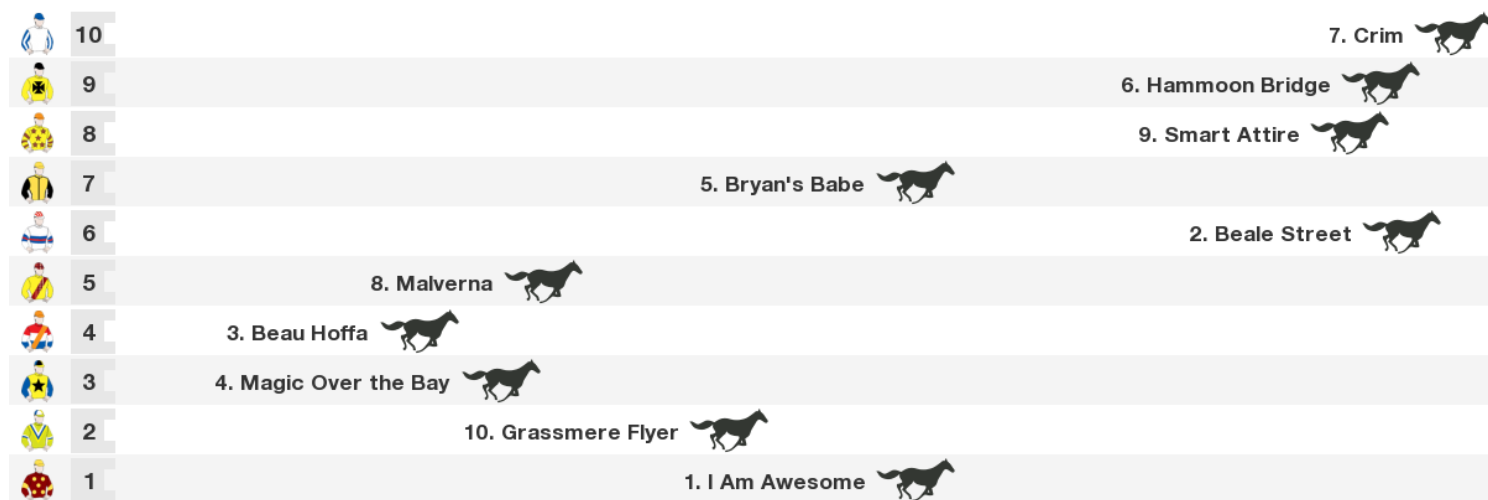 10 7. Crim
9 6. Hammoon Bridge
8 9. Smart Attire
7 5. Bryan's Babe
6 2. Beale Street
5 8. Malverna
4 3. Beau Hoffa
3 4. Magic Over the Bay
2 10. Grassmere Flyer
1 1. I Am Awesome